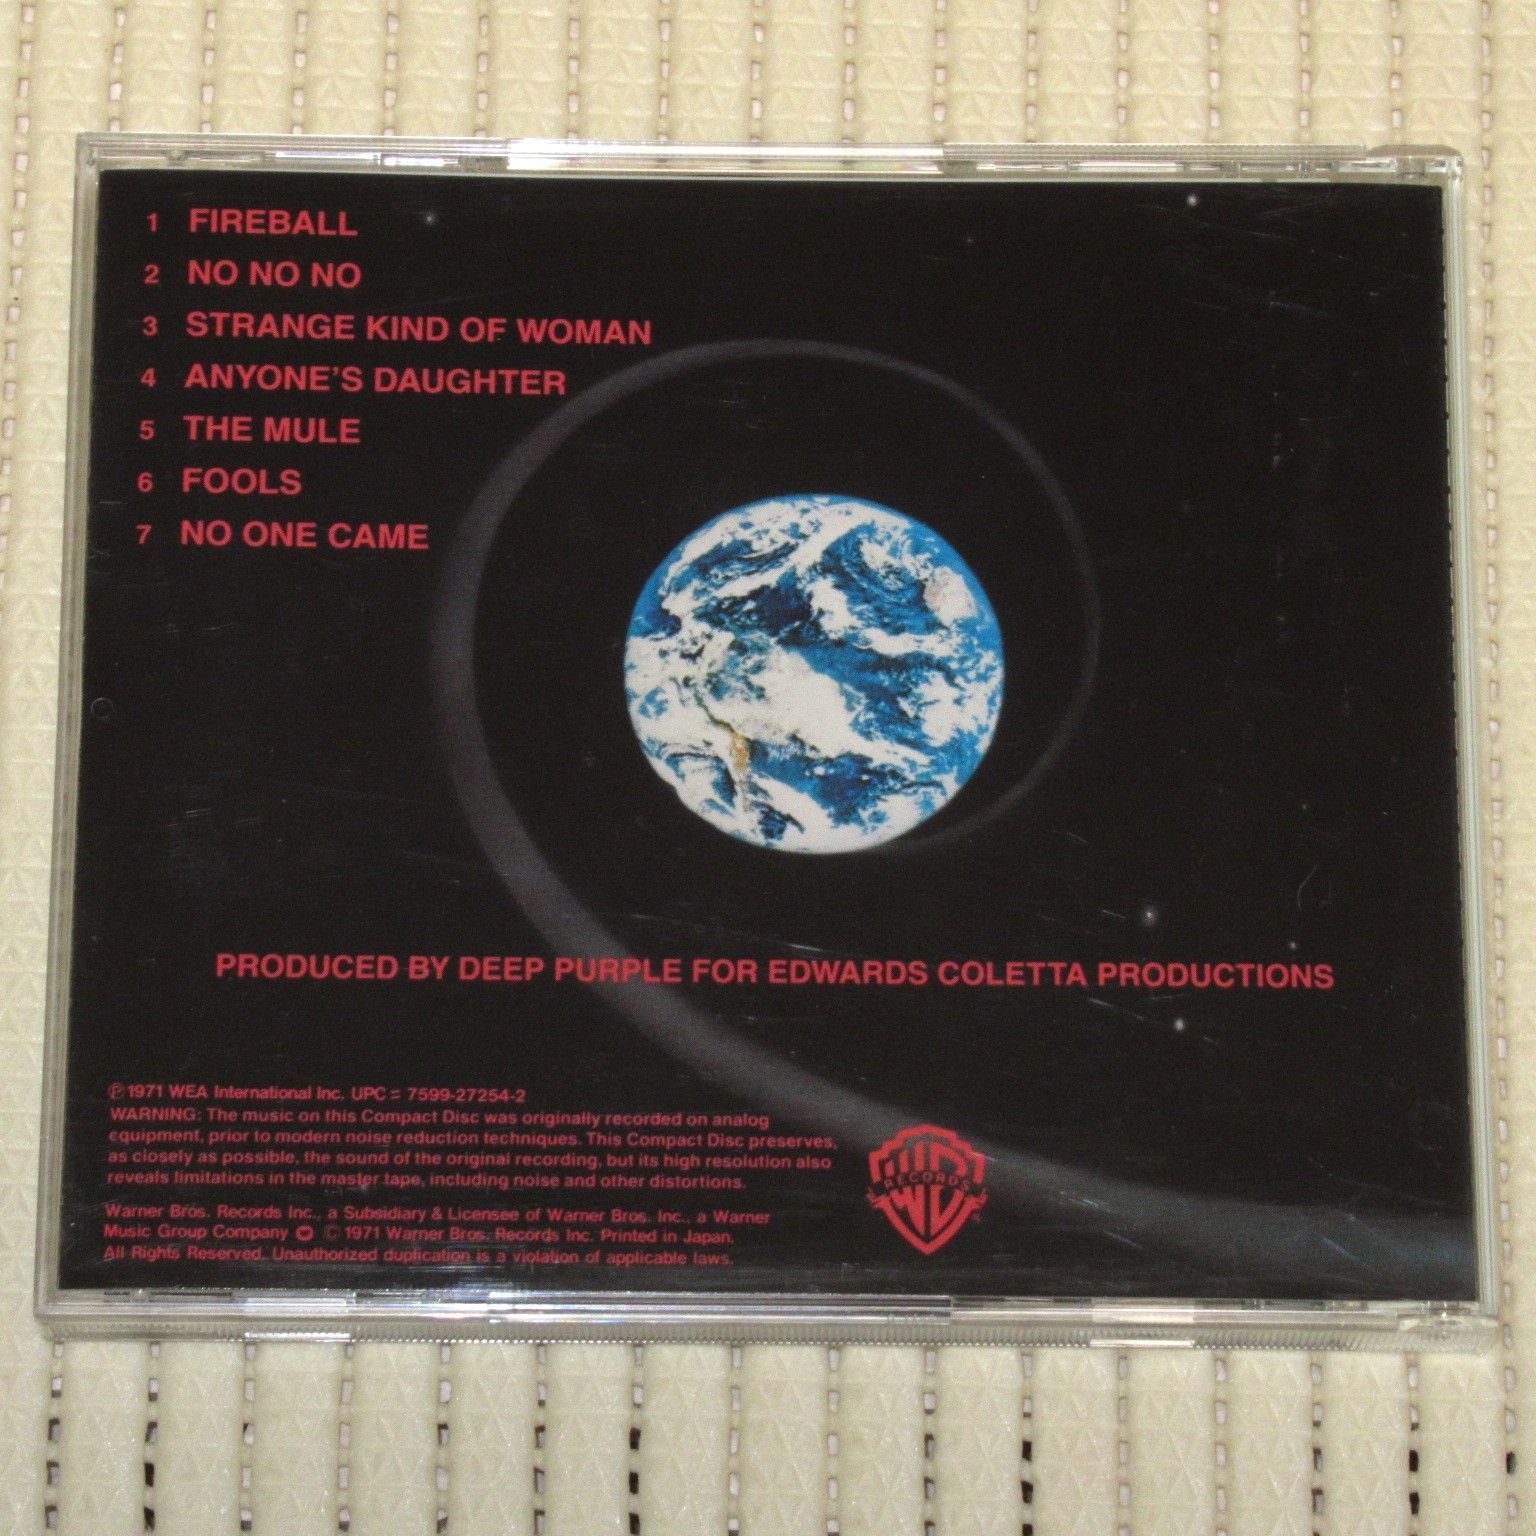 1 FIREBALL
2 NO NO NO
3 STRANGE KIND OF WOMAN
4 ANYONE'S DAUGHTER
5 THE MULE
6 FOOLS
7 NO ONE CAME
PRODUCED BY DEEP PURPLE FOR EDWARDS COLETTA PRODUCTIONS
℗ 1971 WEA International Inc. UPC = 7599-27254-2
WARNING: The music on this Compact Disc was originally recorded on analog
equipment, prior to modern noise reduction techniques. This Compact Disc preserves,
as closely as possible, the sound of the original recording, but its high resolution also
reveals limitations in the master tape, including noise and other distortions.
Warner Bros. Records Inc., a Subsidiary & Licensee of Warner Bros. Inc., a Warner
Music Group Company © 1971 Warner Bros. Records Inc. Printed in Japan.
All Rights Reserved. Unauthorized duplication is a violation of applicable laws.
WB
RECORDS